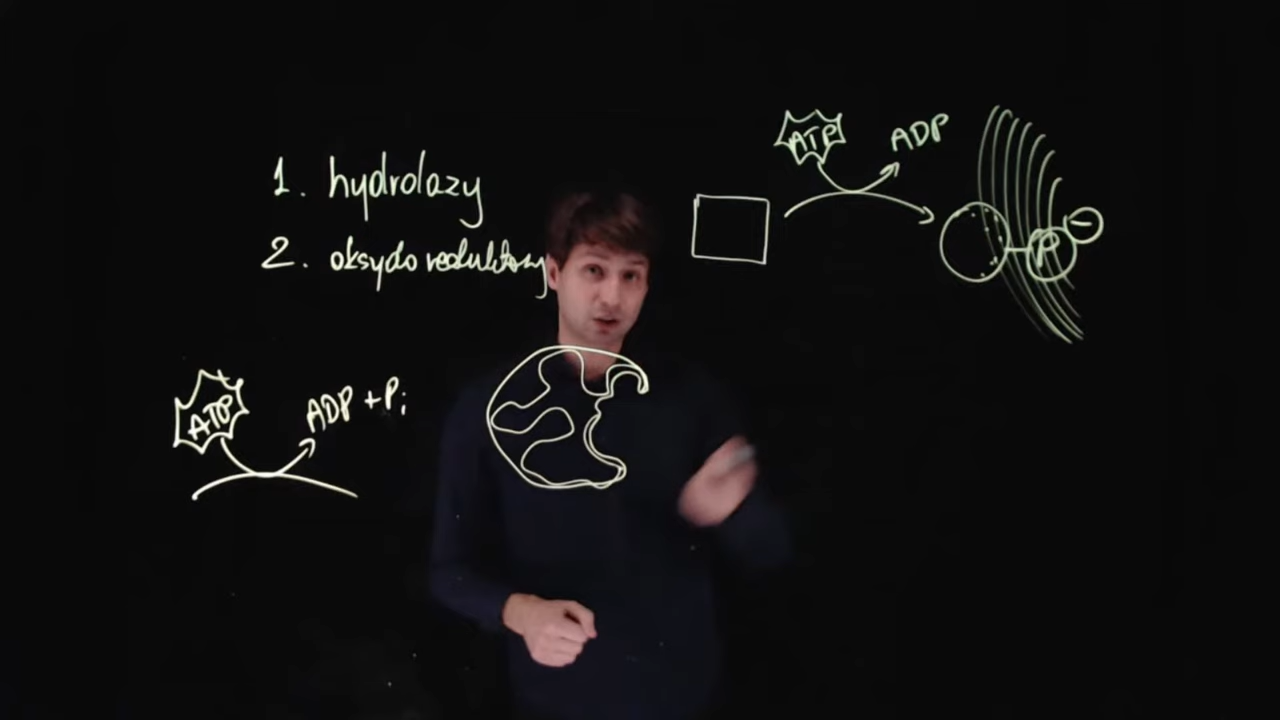 1. hydrolazy
2. oksydoreduktazy
ATP
ADP
P
-
ATP
ADP + Pi